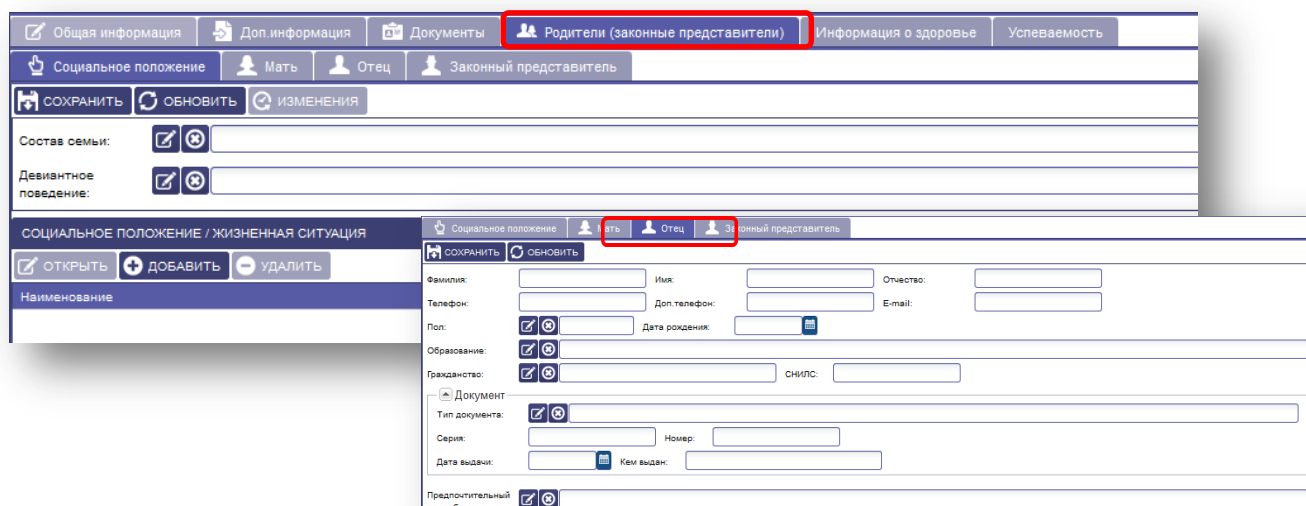 Общая информация Доп.информация Документы Родители (законные представители) Информация о здоровье Успеваемость
Социальное положение Мать Отец Законный представитель
СОХРАНИТЬ ОБНОВИТЬ ИЗМЕНЕНИЯ
Состав семьи:
Девиантное
поведение:
СОЦИАЛЬНОЕ ПОЛОЖЕНИЕ / ЖИЗНЕННАЯ СИТУАЦИЯ
ОТКРЫТЬ ДОБАВИТЬ УДАЛИТЬ
Наименование
Социальное положение Мать Отец Законный представитель
СОХРАНИТЬ ОБНОВИТЬ
Фамилия: Имя: Отчество:
Телефон: Доп.телефон: E-mail:
Пол: Дата рождения:
Образование:
Гражданство: СНИЛС:
Документ
Тип документа:
Серия: Номер:
Дата выдачи: Кем выдан:
Предпочтительный